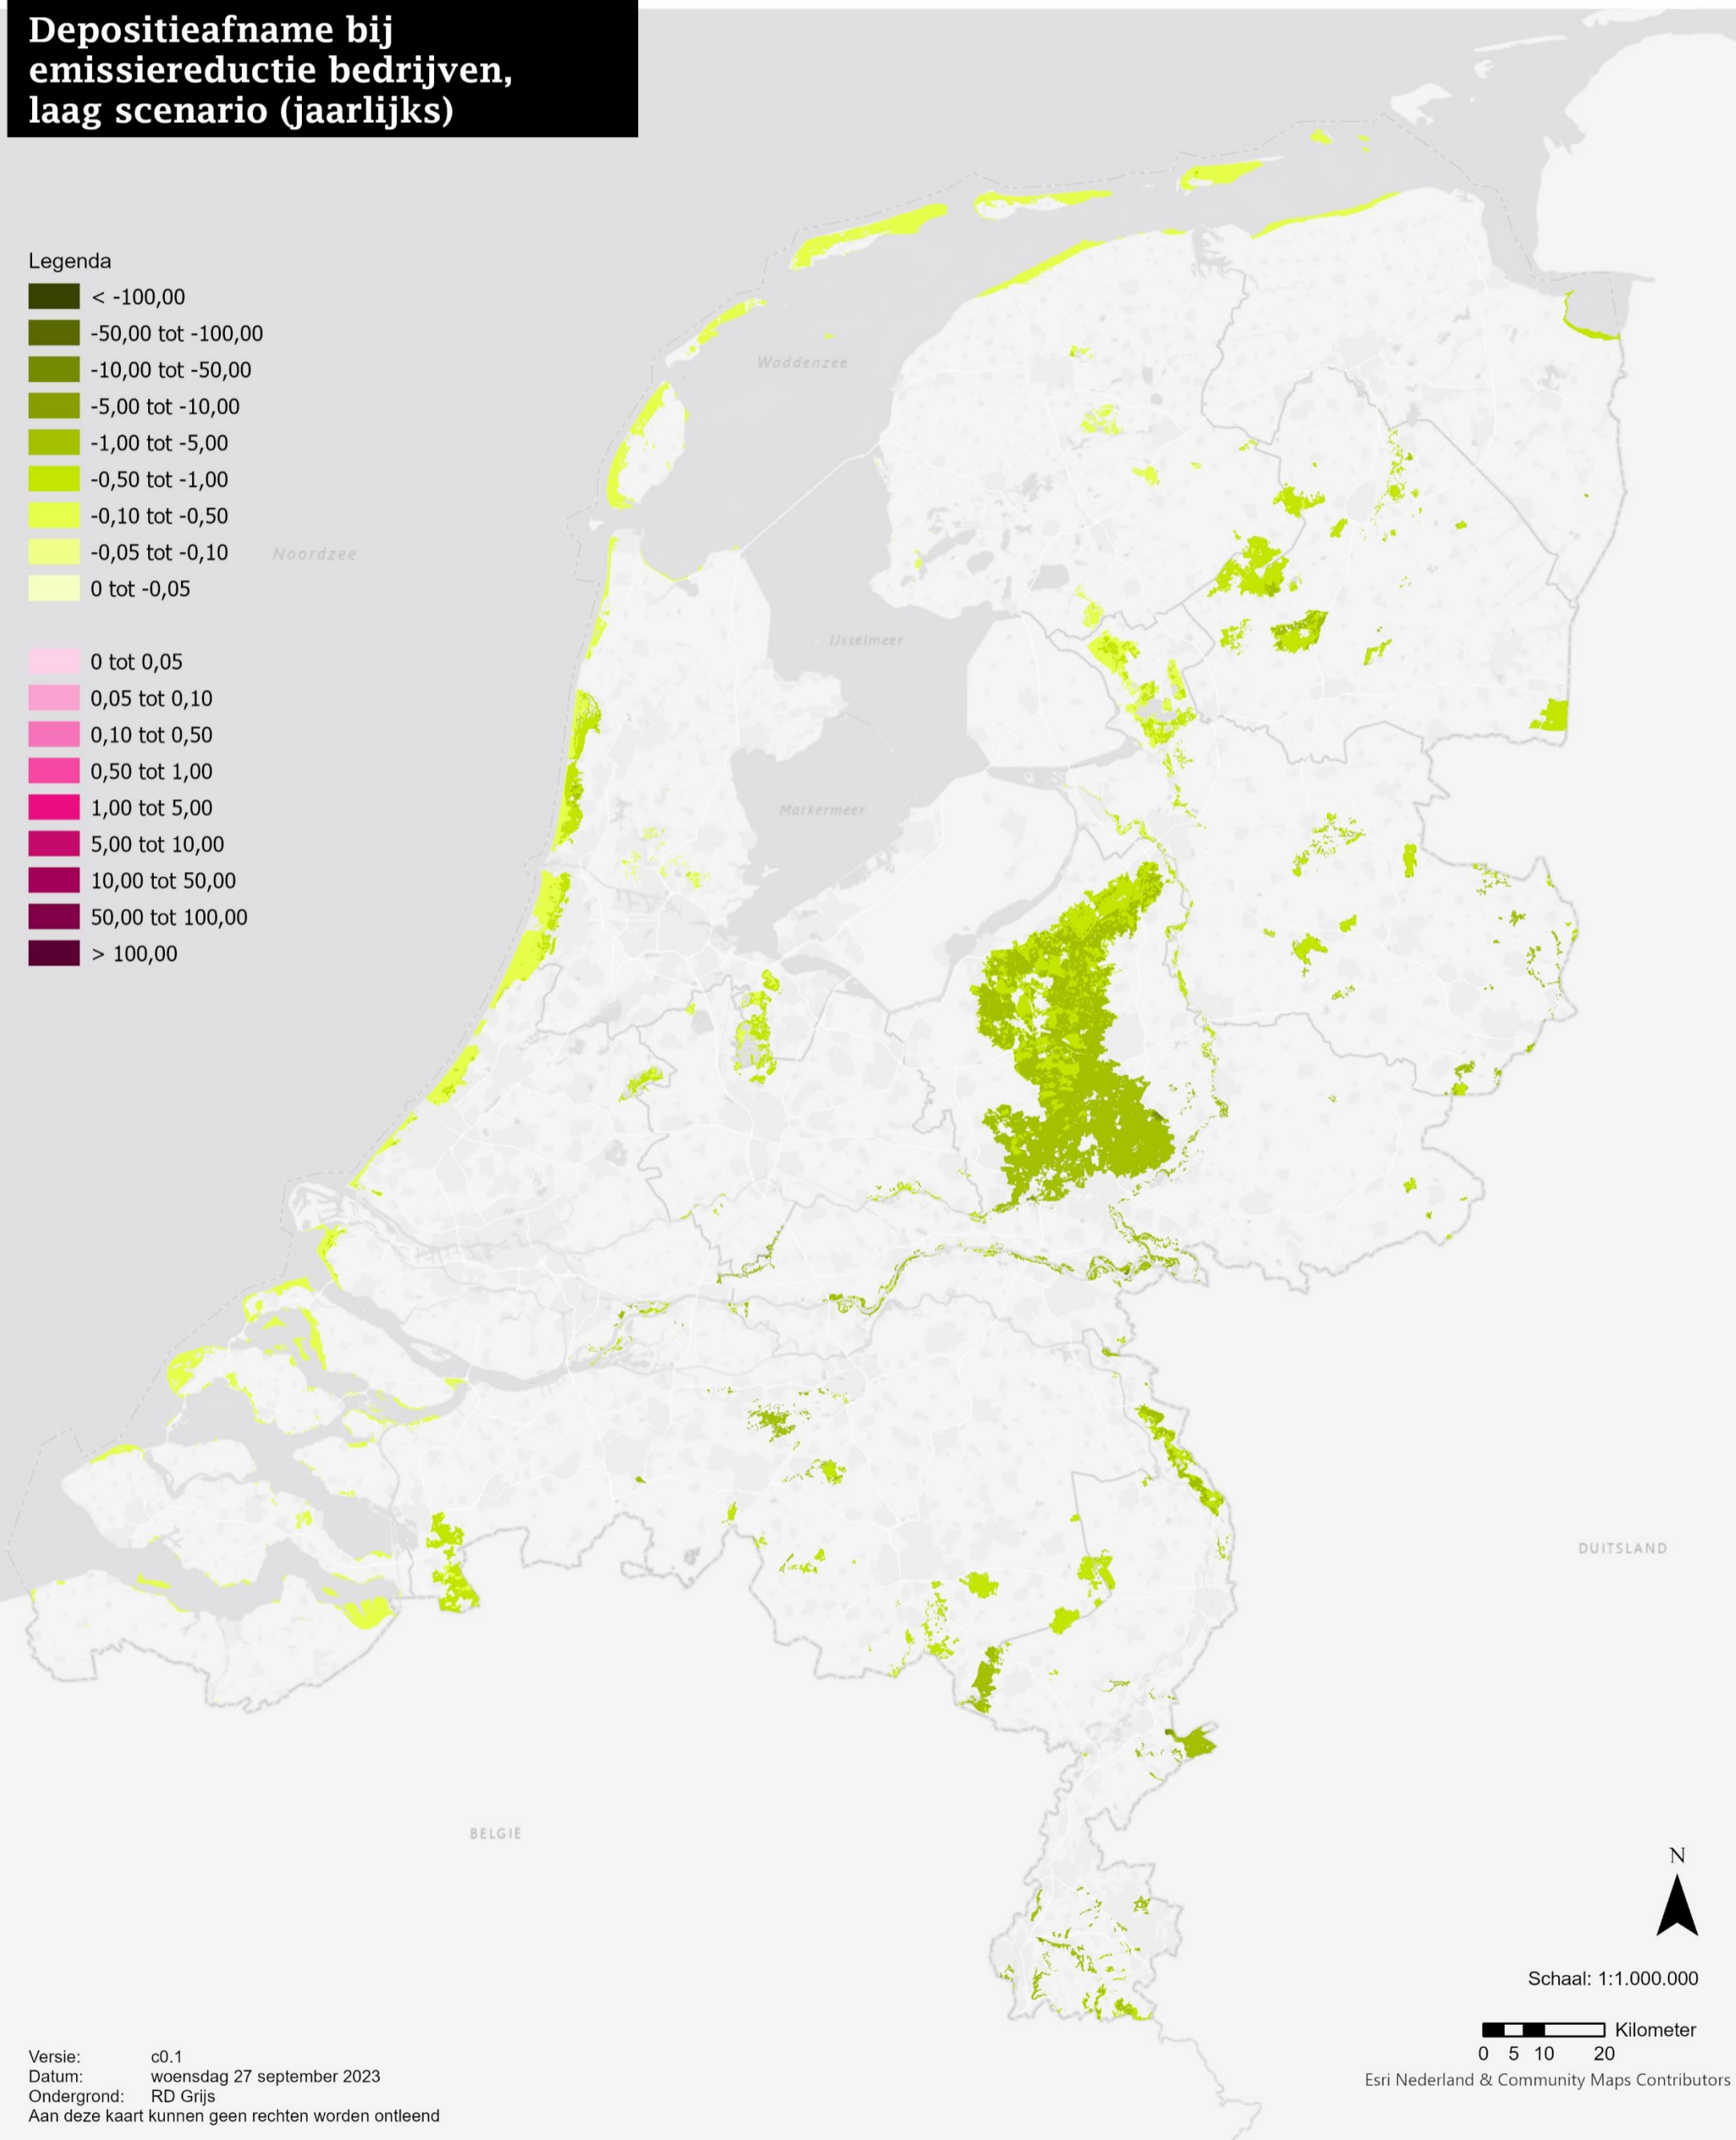 Depositieafname bij
emissiereductie bedrijven,
laag scenario (jaarlijks)
Legenda
< -100,00
-50,00 tot -100,00
-10,00 tot -50,00
-5,00 tot -10,00
-1,00 tot -5,00
-0,50 tot -1,00
-0,10 tot -0,50
-0,05 tot -0,10
0 tot -0,05
0 tot 0,05
0,05 tot 0,10
0,10 tot 0,50
0,50 tot 1,00
1,00 tot 5,00
5,00 tot 10,00
10,00 tot 50,00
50,00 tot 100,00
> 100,00
Waddenzee
Noordzee
IJsselmeer
Markermeer
DUITSLAND
BELGIË
N
Schaal: 1:1.000.000
Kilometer
0 5 10 20
Esri Nederland & Community Maps Contributors
Versie: c0.1
Datum: woensdag 27 september 2023
Ondergrond: RD Grijs
Aan deze kaart kunnen geen rechten worden ontleend